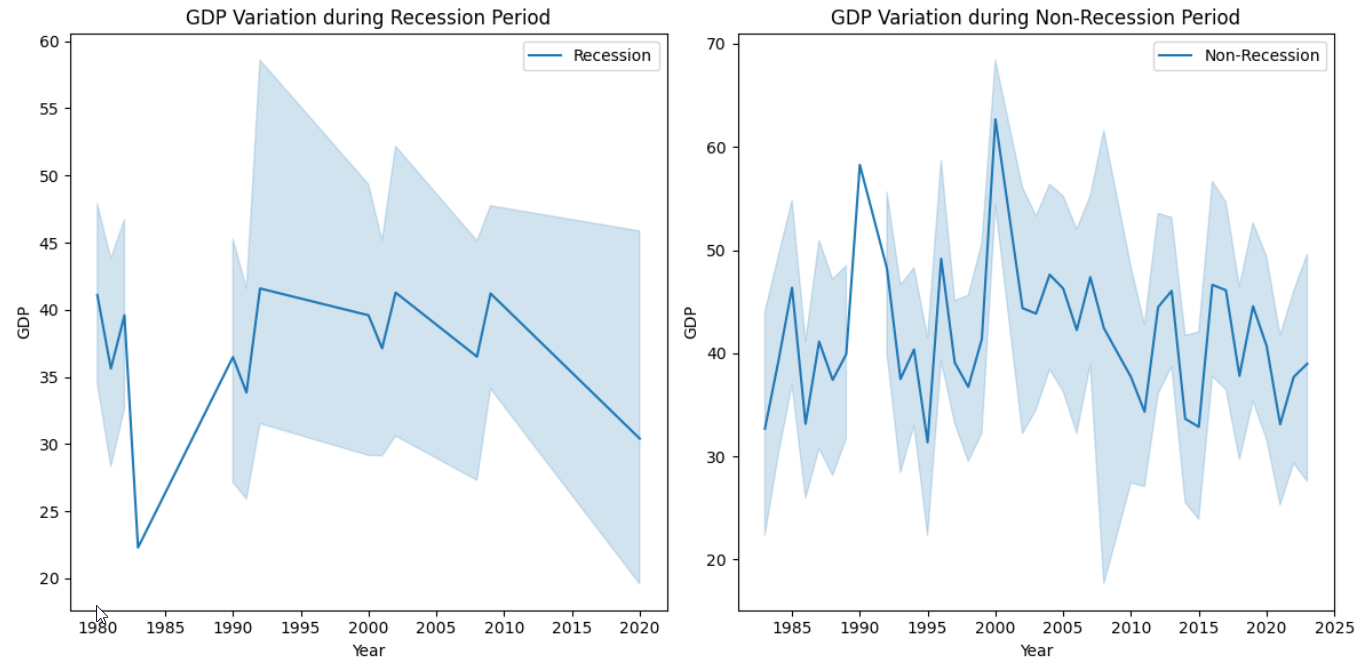 GDP Variation during Recession Period
60
55
50
45
40
35
30
25
20
GDP
Recession
1980 1985 1990 1995 2000 2005 2010 2015 2020
Year
GDP Variation during Non-Recession Period
70
60
50
40
30
20
GDP
Non-Recession
1985 1990 1995 2000 2005 2010 2015 2020 2025
Year